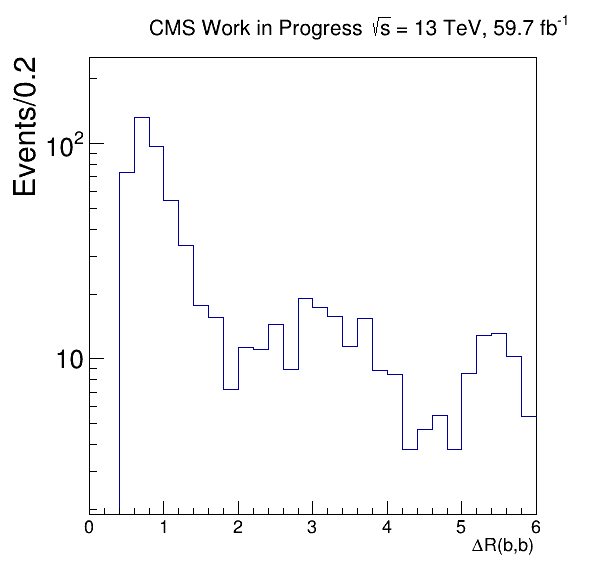 CMS Work in Progress √s = 13 TeV, 59.7 fb⁻¹
Events/0.2
10²
10
0 1 2 3 4 5 6
ΔR(b,b)